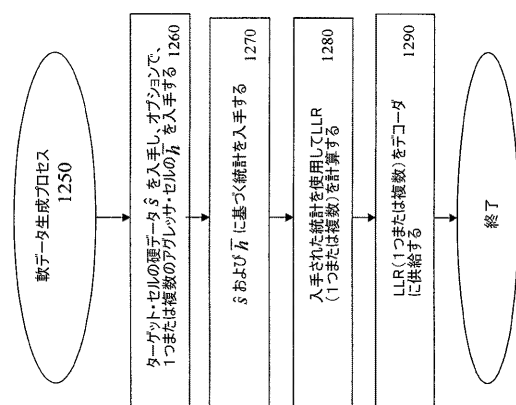 軟データ生成プロセス
1250
ターゲット・セルの硬データ ŝ を入手し、オプションで、
1つまたは複数のアグレッサ・セルの h̄ を入手する
1260
ŝ および h̄ に基づく統計を入手する
1270
入手された統計を使用してLLR
(1つまたは複数)を計算する
1280
LLR(1つまたは複数)をデコーダ
に供給する
1290
終了